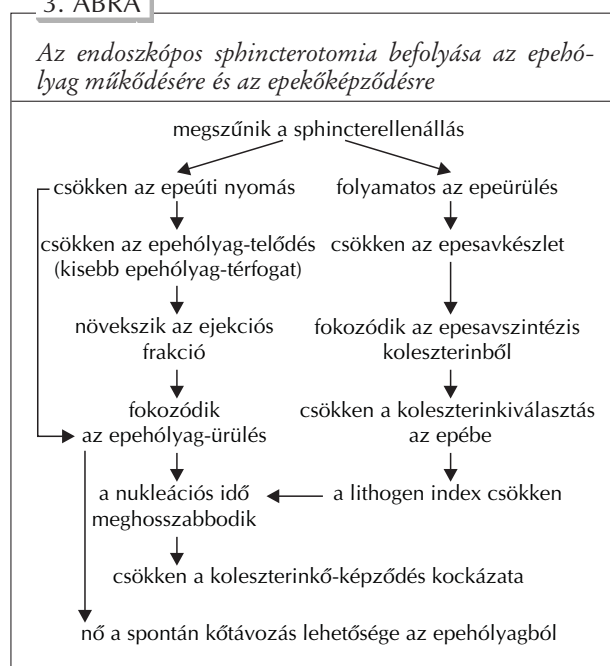 3. ÁBRA
Az endoszkópos sphincterotomia befolyása az epehó-
lyag működésére és az epekőképződésre
megszűnik a sphincterellenállás
csökken az epeúti nyomás
folyamatos az epeürülés
csökken az epehólyag-telődés
(kisebb epehólyag-térfogat)
csökken az epesavkészlet
növekszik az ejekciós
frakció
fokozódik az epesavszintézis
koleszterinből
fokozódik
az epehólyag-ürülés
csökken a koleszterinkiválasztás
az epébe
a nukleációs idő
meghosszabbodik
a lithogen index csökken
csökken a koleszterinkő-képződés kockázata
nő a spontán kőtávozás lehetősége az epehólyagból